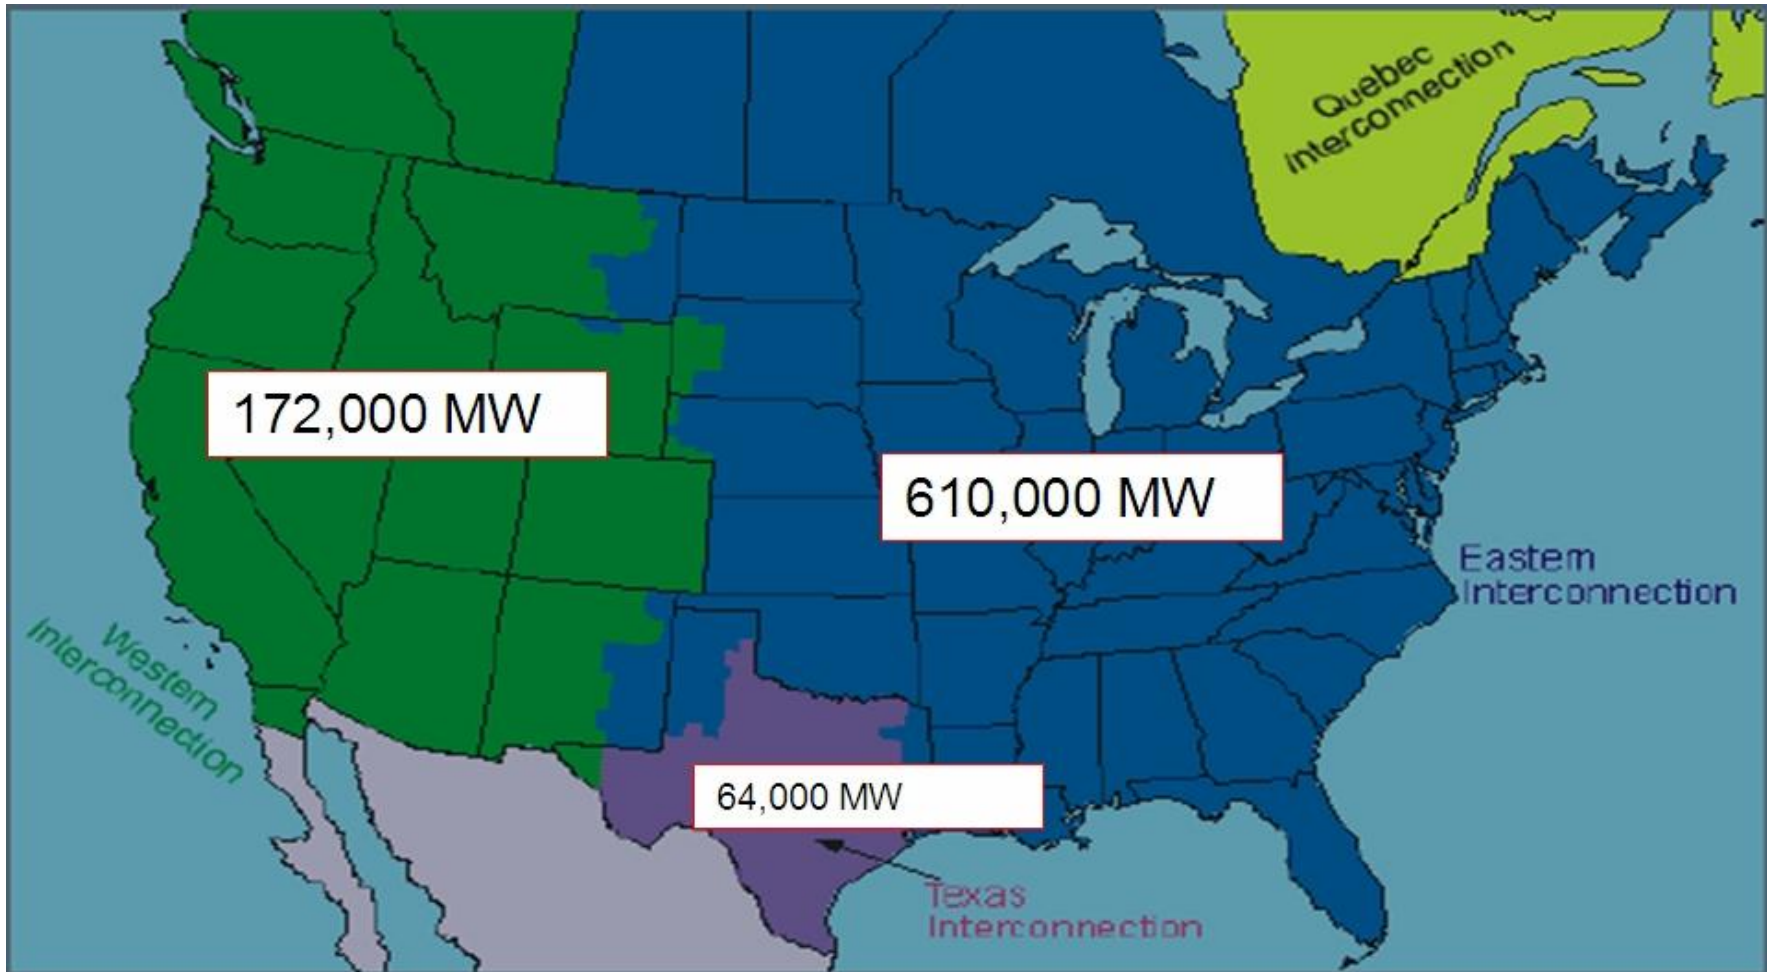 Quebec
Interconnection
172,000 MW
610,000 MW
Eastern
Interconnection
Western
Interconnection
64,000 MW
Texas
Interconnection